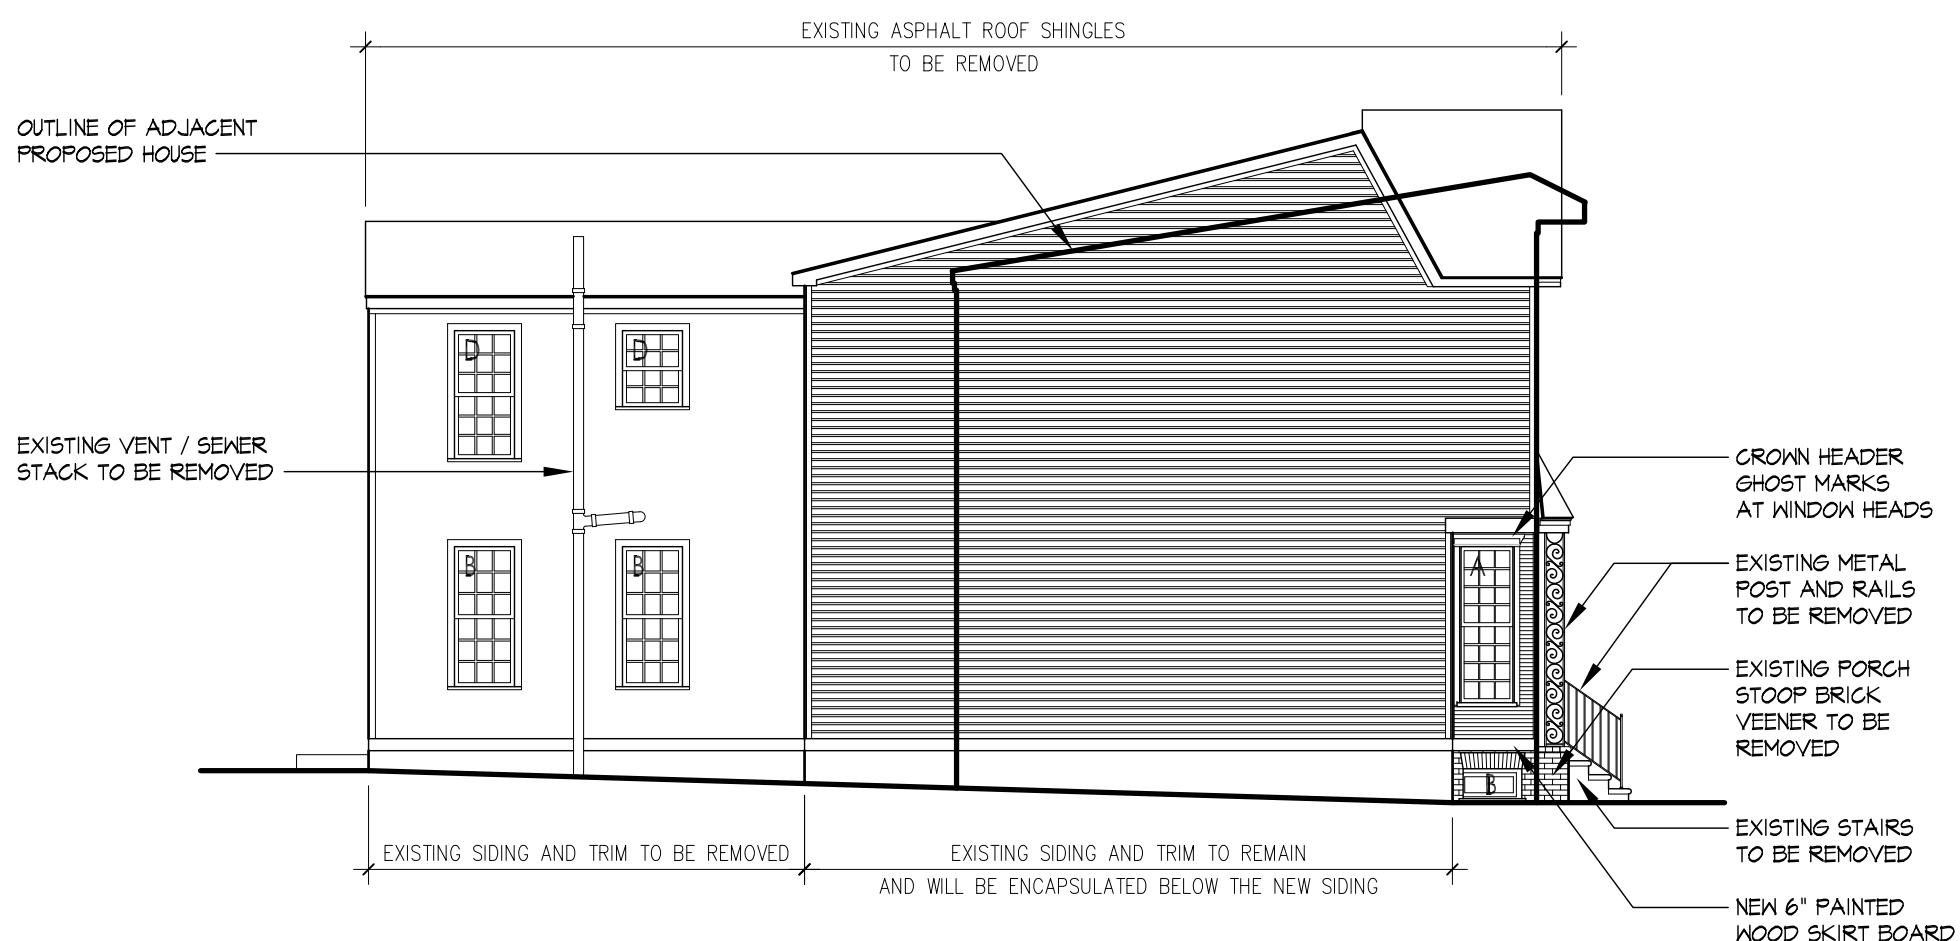 EXISTING ASPHALT ROOF SHINGLES
TO BE REMOVED
OUTLINE OF ADJACENT
PROPOSED HOUSE
D
D
EXISTING VENT / SEWER
STACK TO BE REMOVED
B
B
A
B
CROWN HEADER
GHOST MARKS
AT WINDOW HEADS
EXISTING METAL
POST AND RAILS
TO BE REMOVED
EXISTING PORCH
STOOP BRICK
VEENER TO BE
REMOVED
EXISTING STAIRS
TO BE REMOVED
NEW 6" PAINTED
WOOD SKIRT BOARD
EXISTING SIDING AND TRIM TO BE REMOVED
EXISTING SIDING AND TRIM TO REMAIN
AND WILL BE ENCAPSULATED BELOW THE NEW SIDING